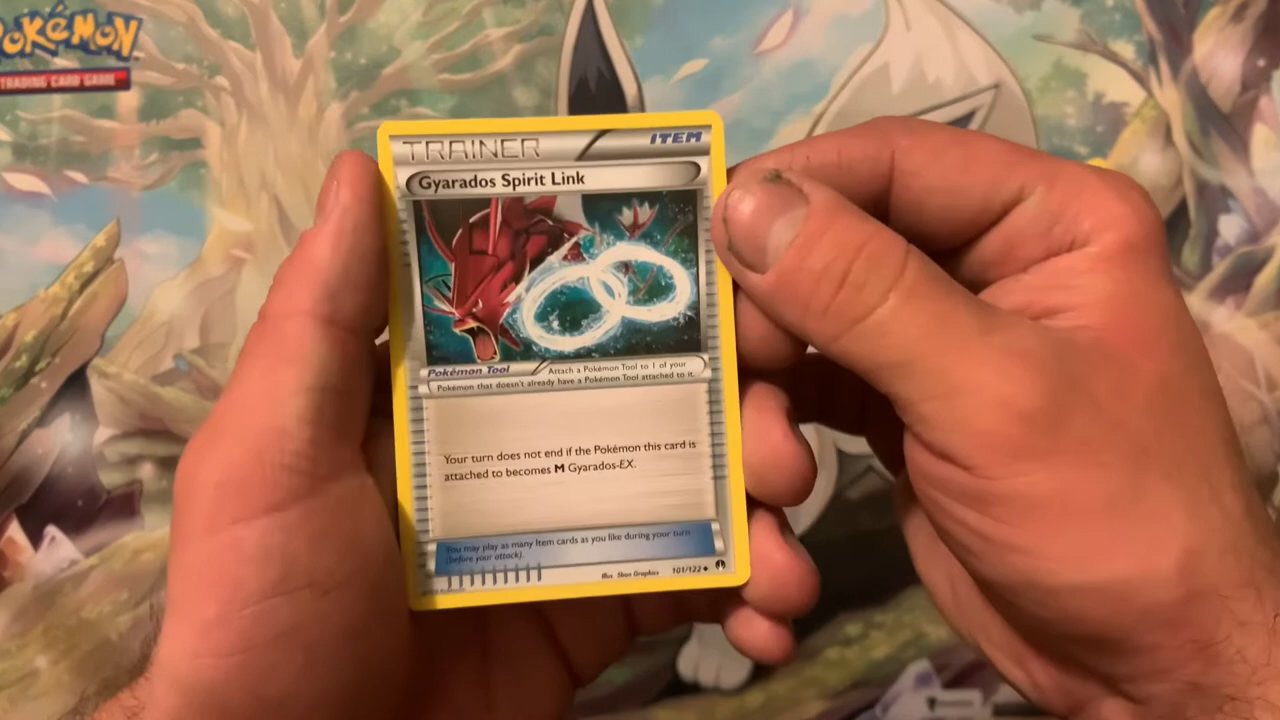 POKÉMON
TRADING CARD GAME
TRAINER
ITEM
Gyarados Spirit Link
Pokémon Tool
Attach a Pokémon Tool to 1 of your
Pokémon that doesn't already have a Pokémon Tool attached to it.
Your turn does not end if the Pokémon this card is
attached to becomes M Gyarados-EX.
You may play as many Item cards as you like during your turn
(before your attack).
Illus. 5ban Graphics
101/122